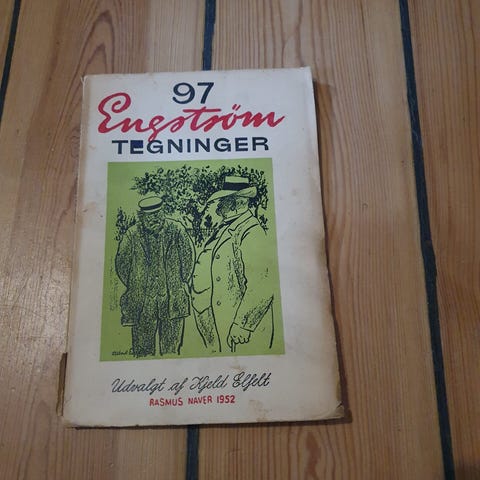 97
Engström
TEGNINGER
Udvalgt af Kjeld Elfelt
RASMUS NAVER 1952